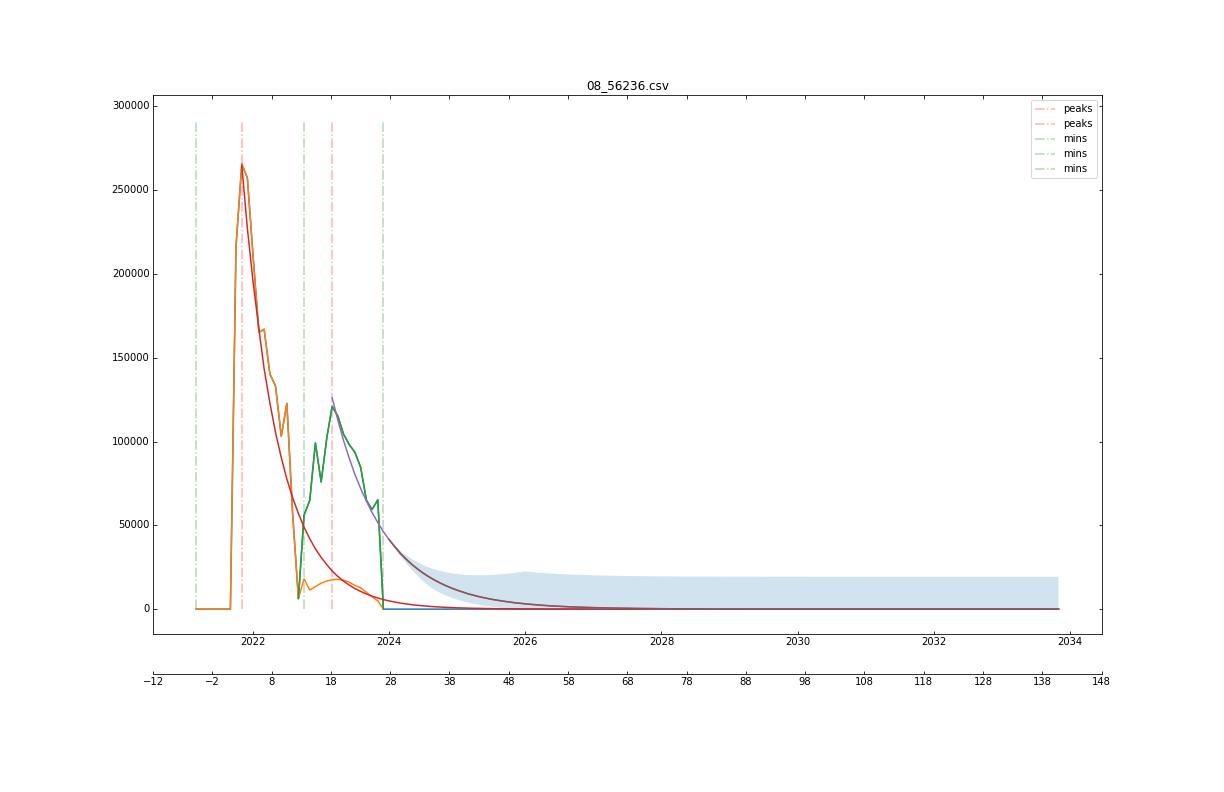 08_56236.csv
300000
250000
200000
150000
100000
50000
0
peaks
peaks
mins
mins
mins
2022 2024 2026 2028 2030 2032 2034
−12 −2 8 18 28 38 48 58 68 78 88 98 108 118 128 138 148